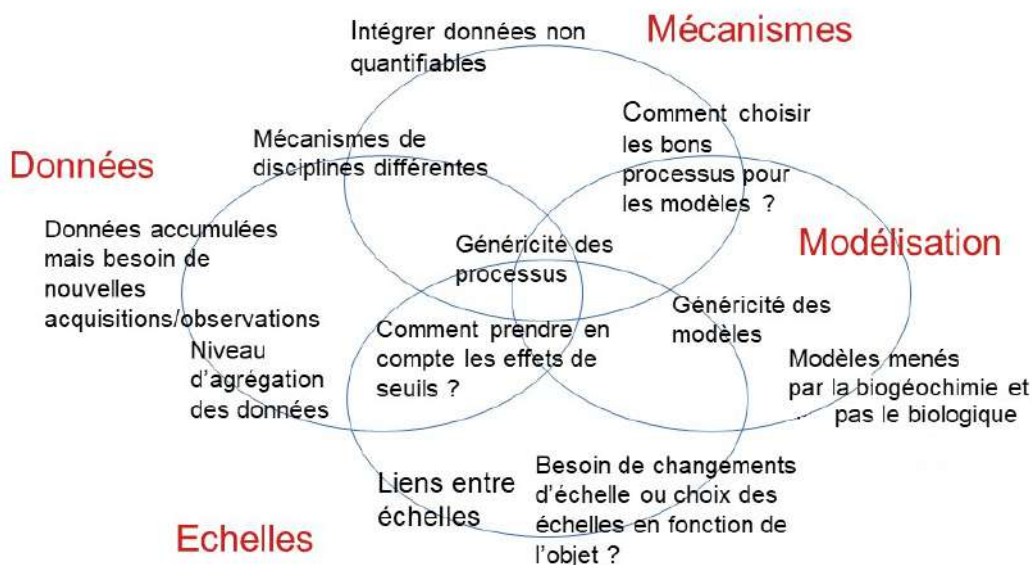 Mécanismes
Intégrer données non
quantifiables
Comment choisir
les bons
processus pour
les modèles ?
Mécanismes de
disciplines différentes
Données
Données accumulées
mais besoin de
nouvelles
acquisitions/observations
Généricité des
processus
Modélisation
Généricité des
modèles
Comment prendre en
compte les effets de
seuils ?
Niveau
d'agrégation
des données
Modèles menés
par la biogéochimie et
pas le biologique
Liens entre
échelles
Besoin de changements
d'échelle ou choix des
échelles en fonction de
l'objet ?
Echelles